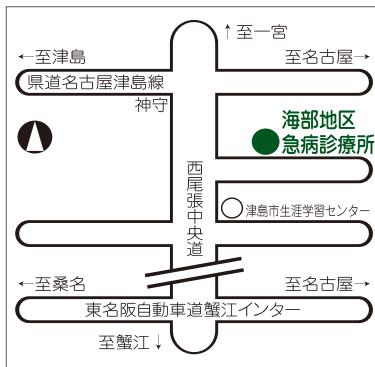 ↑至一宮
←至津島
至名古屋→
県道名古屋津島線
神守
海部地区
急病診療所
西尾張中央道
津島市生涯学習センター
←至桑名
至名古屋→
東名阪自動車道蟹江インター
至蟹江↓